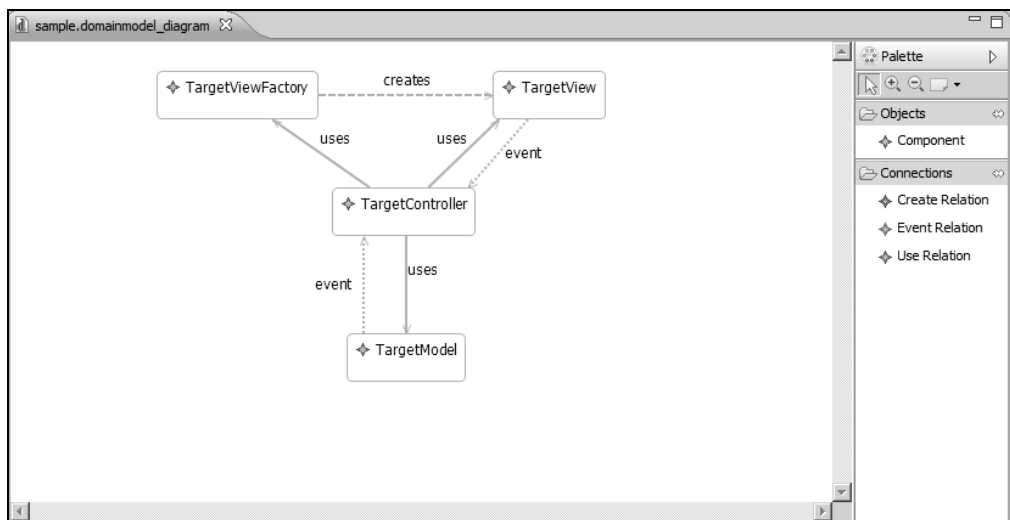 sample.domainmodel_diagram
TargetViewFactory
creates
TargetView
uses
uses
event
TargetController
event
uses
TargetModel
Palette
Objects
Component
Connections
Create Relation
Event Relation
Use Relation